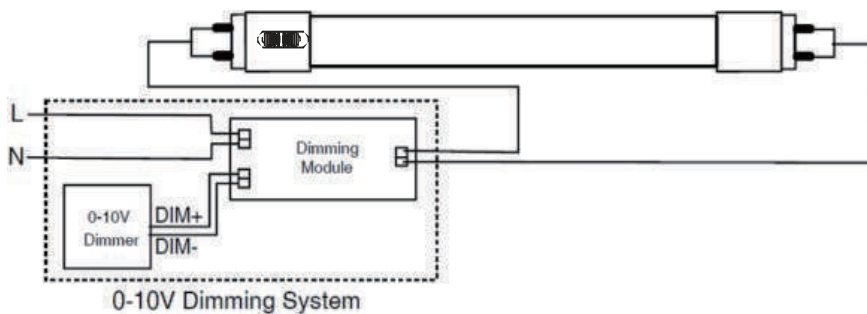 L
N
Dimming
Module
0-10V
Dimmer
DIM+
DIM-
0-10V Dimming System